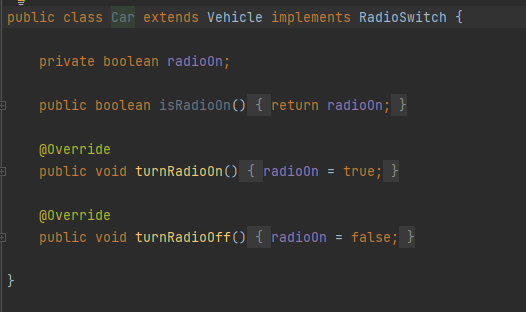 public class Car extends Vehicle implements RadioSwitch {
private boolean radioOn;
public boolean isRadioOn() { return radioOn; }
@Override
public void turnRadioOn() { radioOn = true; }
@Override
public void turnRadioOff() { radioOn = false; }
}